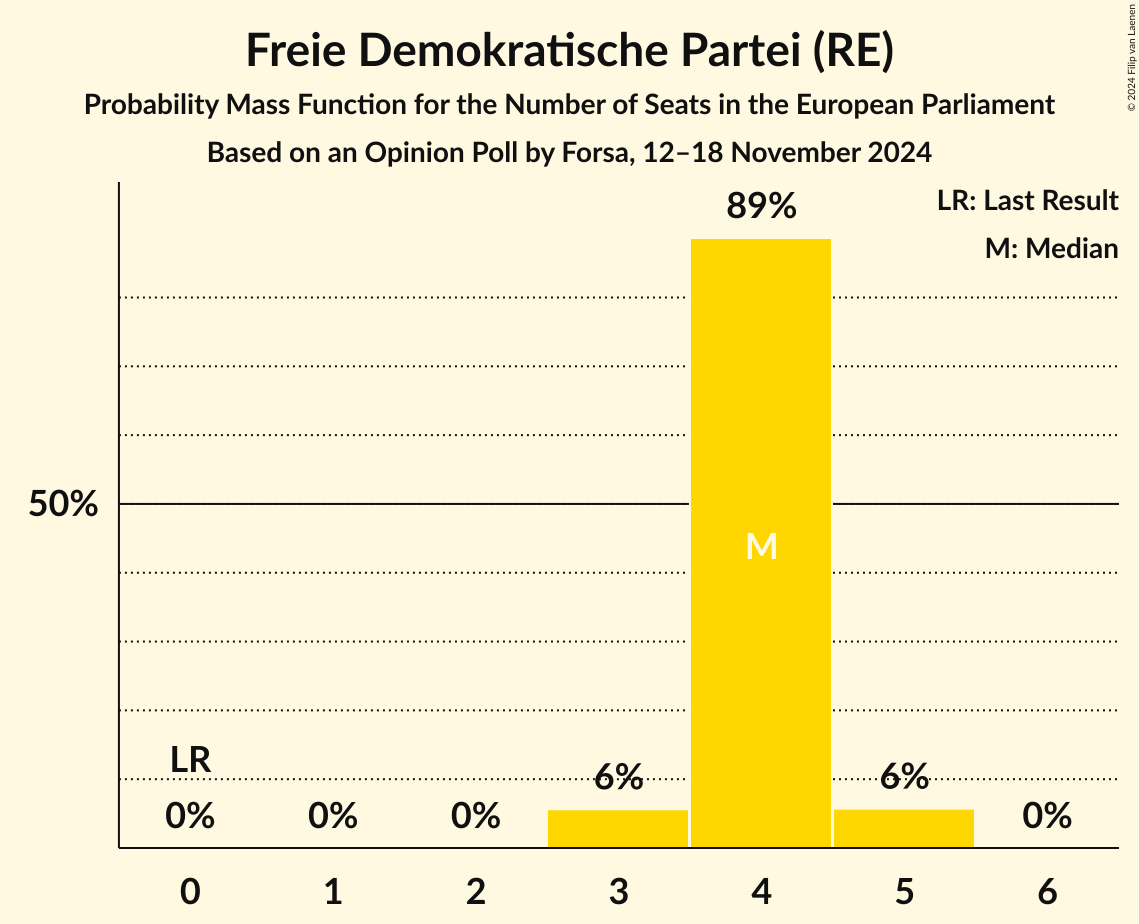 Freie Demokratische Partei (RE)
Probability Mass Function for the Number of Seats in the European Parliament
Based on an Opinion Poll by Forsa, 12–18 November 2024
© 2024 Filip van Laenen
LR: Last Result
M: Median
89%
50%
M
LR
0%
0%
0%
6%
6%
0%
0
1
2
3
4
5
6